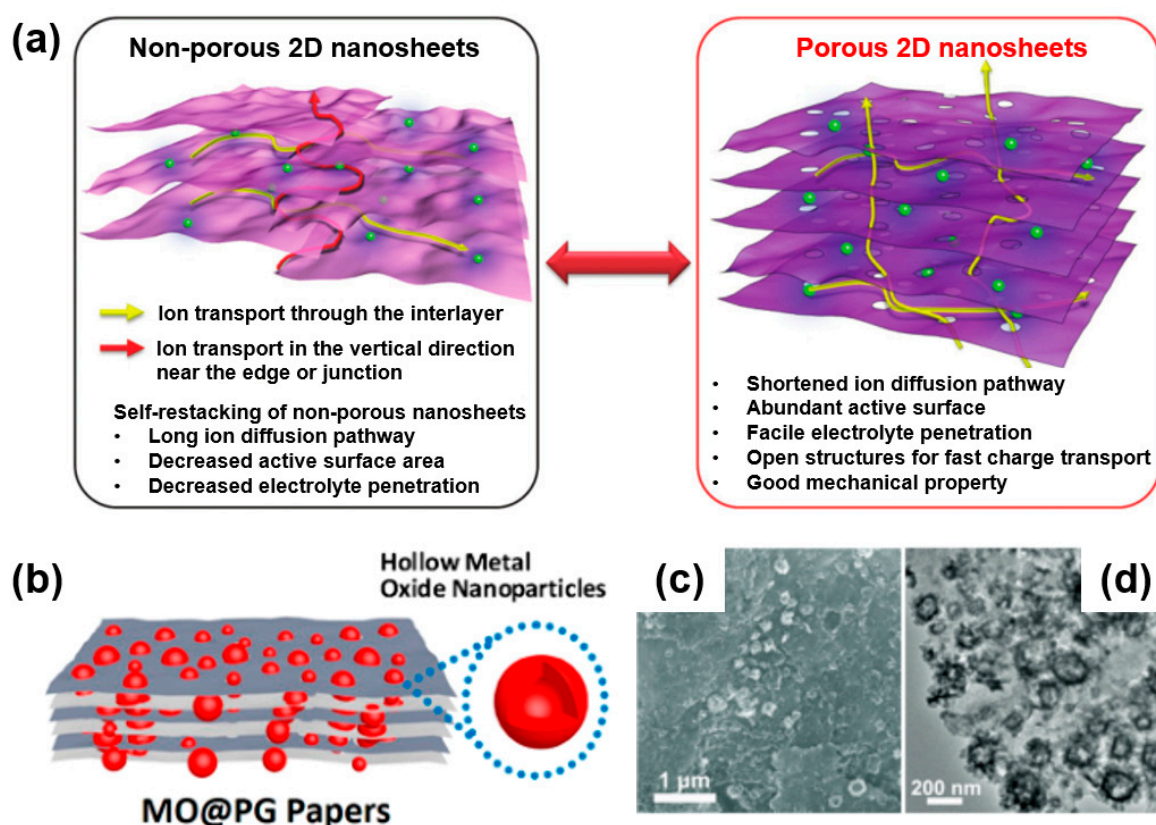 (a)
Non-porous 2D nanosheets
Ion transport through the interlayer
Ion transport in the vertical direction
near the edge or junction
Self-restacking of non-porous nanosheets
• Long ion diffusion pathway
• Decreased active surface area
• Decreased electrolyte penetration
Porous 2D nanosheets
• Shortened ion diffusion pathway
• Abundant active surface
• Facile electrolyte penetration
• Open structures for fast charge transport
• Good mechanical property
(b)
Hollow Metal
Oxide Nanoparticles
MO@PG Papers
(c)
1 μm
(d)
200 nm